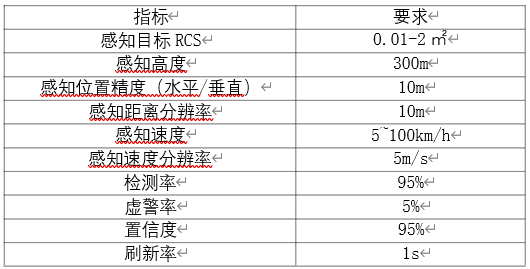 指标 要求
感知目标 RCS 0.01-2 ㎡
感知高度 300m
感知位置精度（水平/垂直） 10m
感知距离分辨率 10m
感知速度 5~100km/h
感知速度分辨率 5m/s
检测率 95%
虚警率 5%
置信度 95%
刷新率 1s